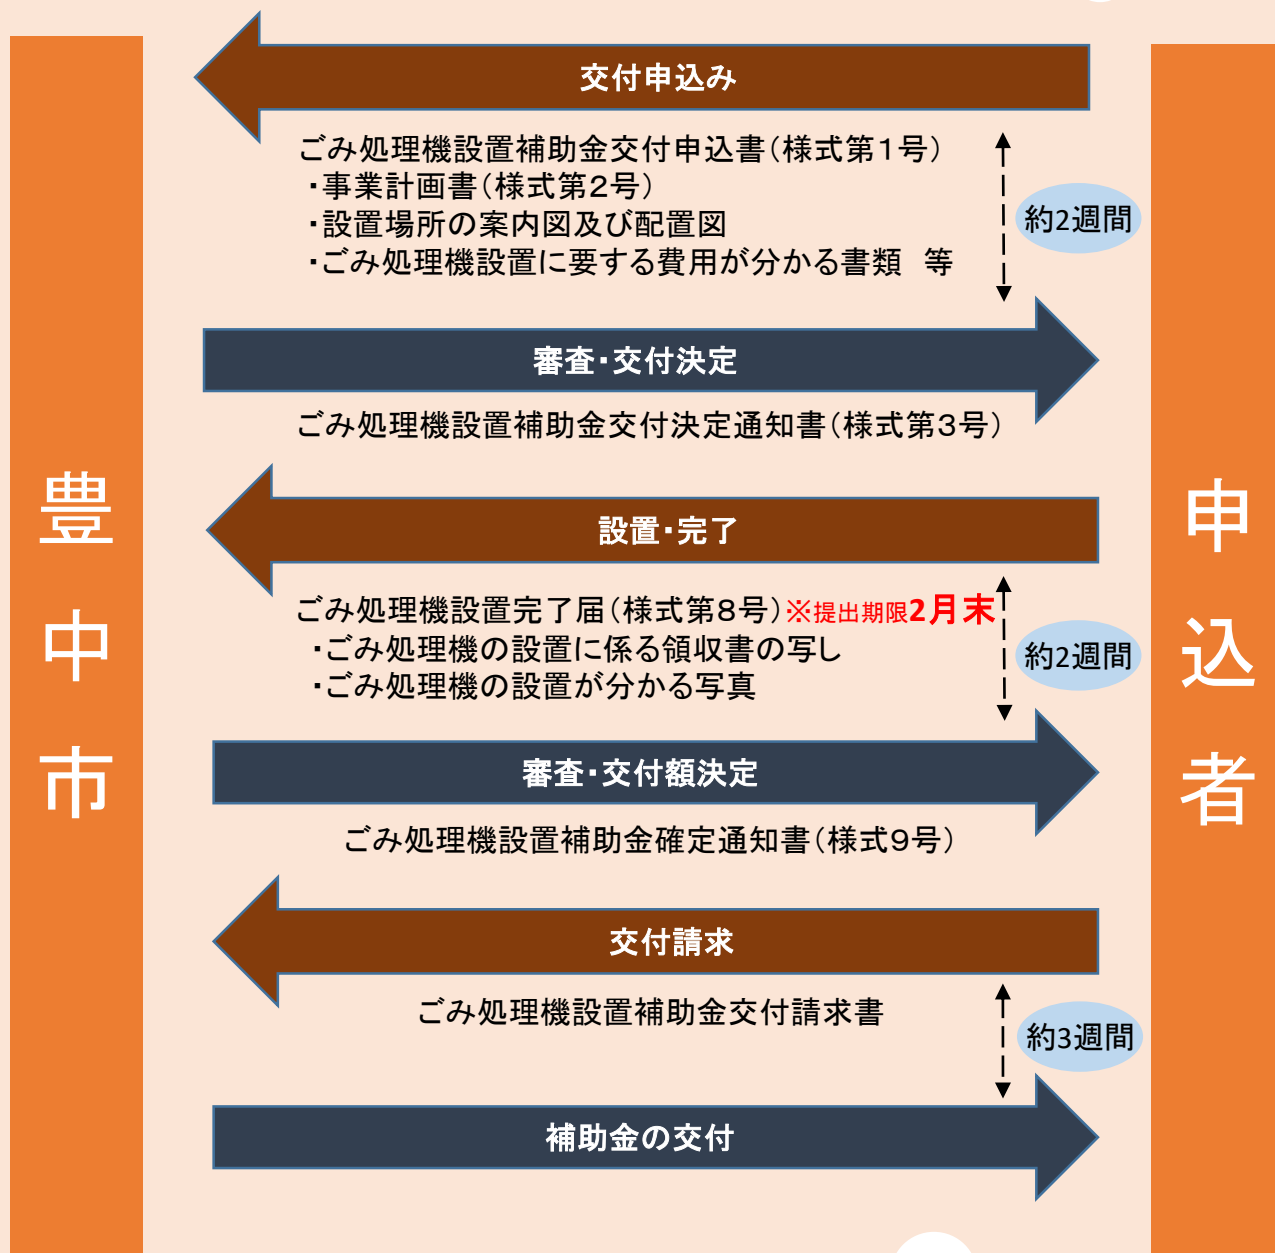 交付申込み
ごみ処理機設置補助金交付申込書(様式第1号)
・事業計画書(様式第2号)
・設置場所の案内図及び配置図
・ごみ処理機設置に要する費用が分かる書類　等
約2週間
審査・交付決定
ごみ処理機設置補助金交付決定通知書(様式第3号)
設置・完了
ごみ処理機設置完了届(様式第8号)※提出期限2月末
・ごみ処理機の設置に係る領収書の写し
・ごみ処理機の設置が分かる写真
約2週間
審査・交付額決定
ごみ処理機設置補助金確定通知書(様式9号)
交付請求
ごみ処理機設置補助金交付請求書
約3週間
補助金の交付
豊中市
申込者